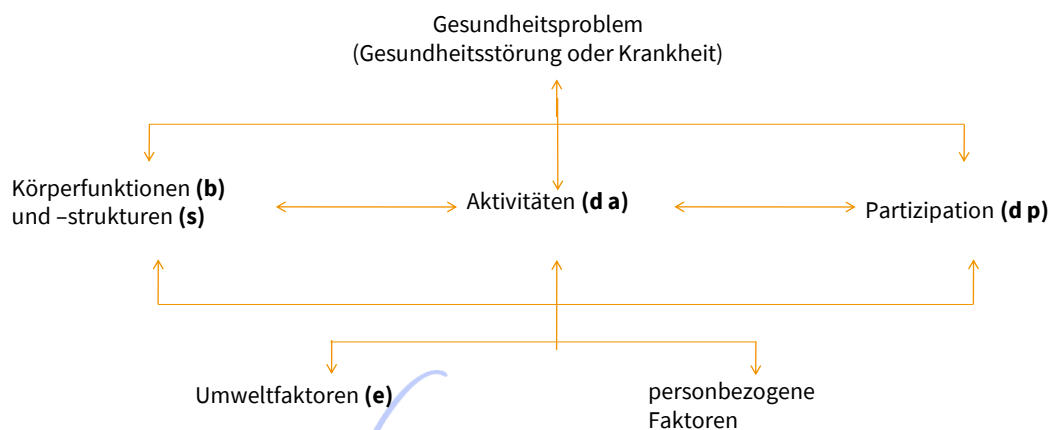 Gesundheitsproblem
(Gesundheitsstörung oder Krankheit)
Körperfunktionen (b)
und –strukturen (s)
Aktivitäten (d a)
Partizipation (d p)
Umweltfaktoren (e)
personbezogene
Faktoren